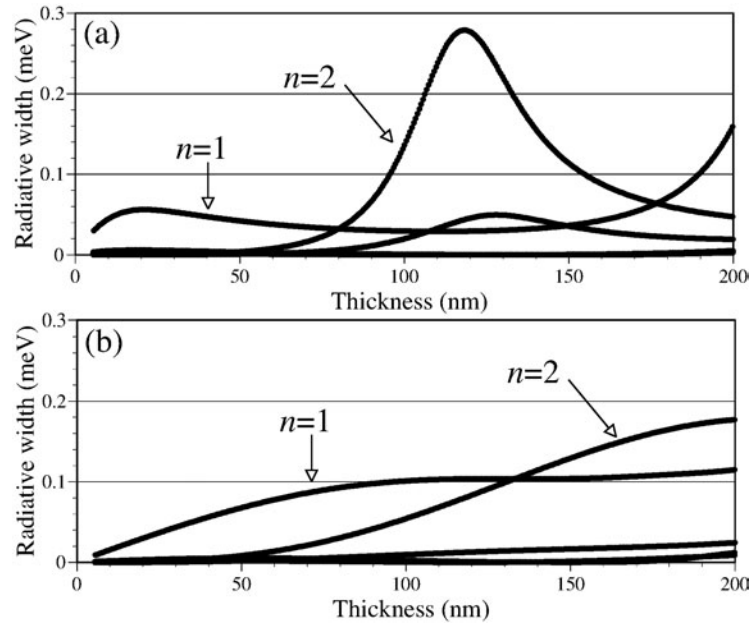 (a)
Radiative width (meV)
0.3
0.2
0.1
0
n=2
n=1
0 50 100 150 200
Thickness (nm)
(b)
Radiative width (meV)
0.3
0.2
0.1
0
n=2
n=1
0 50 100 150 200
Thickness (nm)